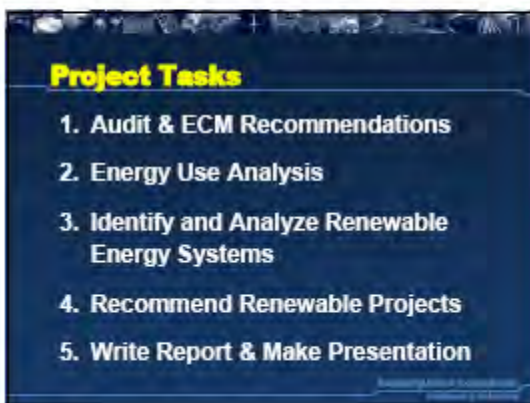 Project Tasks
1. Audit & ECM Recommendations
2. Energy Use Analysis
3. Identify and Analyze Renewable
Energy Systems
4. Recommend Renewable Projects
5. Write Report & Make Presentation